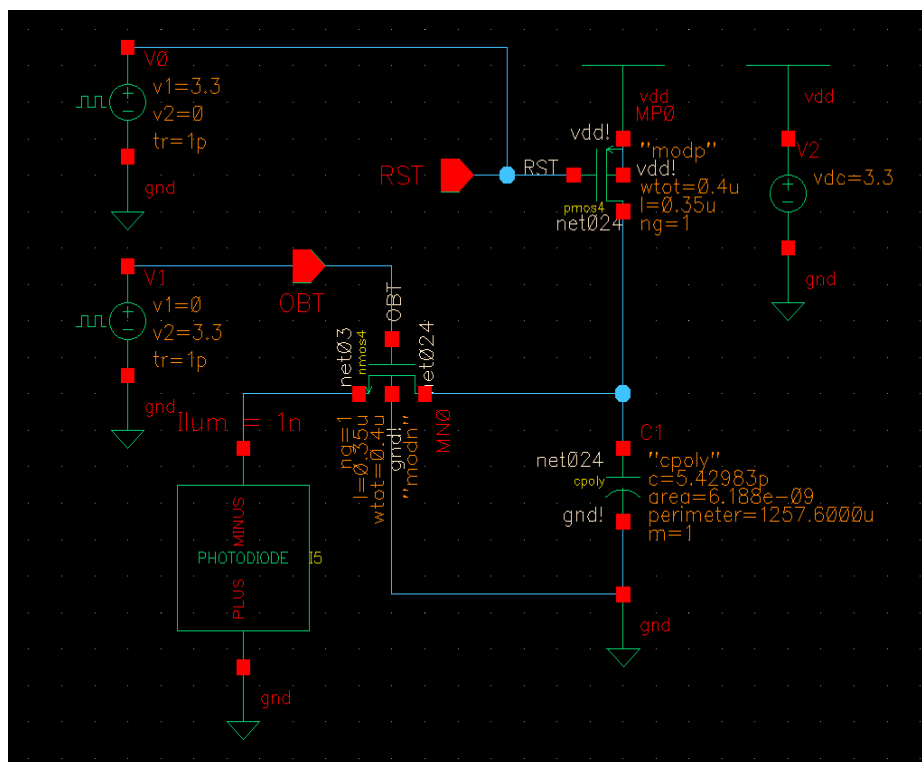 V0
v1=3.3
v2=0
tr=1p
gnd
RST
RST
vdd
MP0
vdd!
"modp"
vdd!
wtot=0.4u
l=0.35u
ng=1
pmos4
net024
vdd
V2
vdc=3.3
gnd
V1
v1=0
v2=3.3
tr=1p
gnd
OBT
OBT
net03
nmos4
net024
MN0
ng=1
l=0.35u
wtot=0.4u
gnd!
"modn"
Ilum = 1n
MINUS
PHOTODIODE
I5
PLUS
gnd
C1
net024
"cpoly"
cpoly
c=5.42983p
area=6.188e-09
gnd!
perimeter=1257.6000u
m=1
gnd